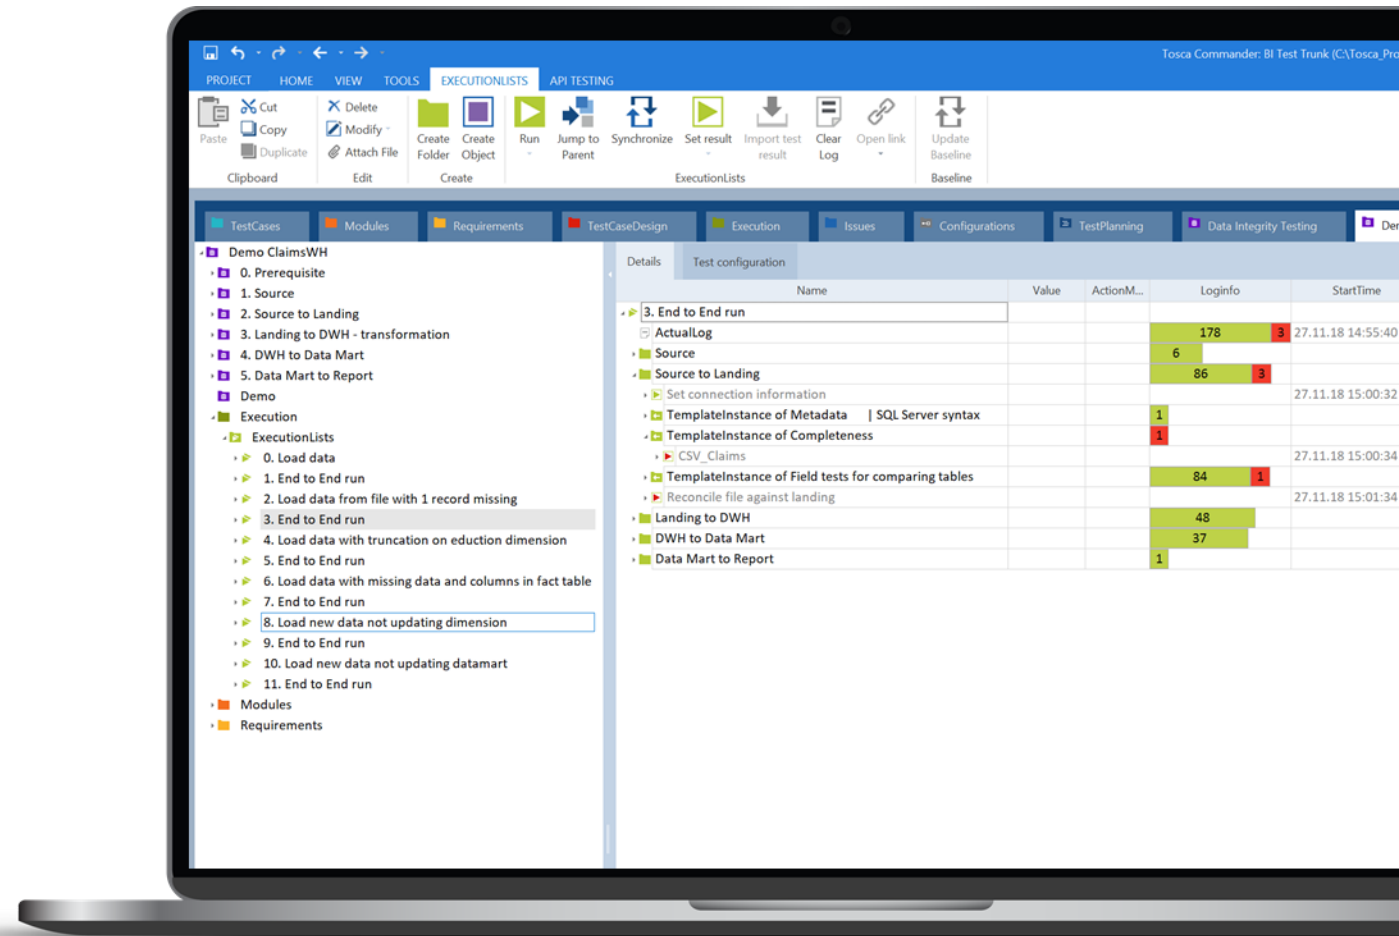 Tosca Commander: BI Test Trunk (C:\Tosca_Pro
PROJECT HOME VIEW TOOLS EXECUTIONLISTS API TESTING
Paste
Cut
Copy
Duplicate
Clipboard
Delete
Modify
Attach File
Edit
Create Folder
Create Object
Create
Run
Jump to Parent
Synchronize
Set result
Import test result
Clear Log
Open link
ExecutionLists
Update Baseline
Baseline
TestCases Modules Requirements TestCaseDesign Execution Issues Configurations TestPlanning Data Integrity Testing Der
Demo ClaimsWH
0. Prerequisite
1. Source
2. Source to Landing
3. Landing to DWH - transformation
4. DWH to Data Mart
5. Data Mart to Report
Demo
Execution
ExecutionLists
0. Load data
1. End to End run
2. Load data from file with 1 record missing
3. End to End run
4. Load data with truncation on eduction dimension
5. End to End run
6. Load data with missing data and columns in fact table
7. End to End run
8. Load new data not updating dimension
9. End to End run
10. Load new data not updating datamart
11. End to End run
Modules
Requirements
Details Test configuration
Name Value ActionM... Loginfo StartTime
3. End to End run
ActualLog 178 3 27.11.18 14:55:40
Source 6
Source to Landing 86 3
Set connection information 27.11.18 15:00:32
TemplateInstance of Metadata | SQL Server syntax 1
TemplateInstance of Completeness 1
CSV_Claims 27.11.18 15:00:34
TemplateInstance of Field tests for comparing tables 84 1
Reconcile file against landing 27.11.18 15:01:34
Landing to DWH 48
DWH to Data Mart 37
Data Mart to Report 1